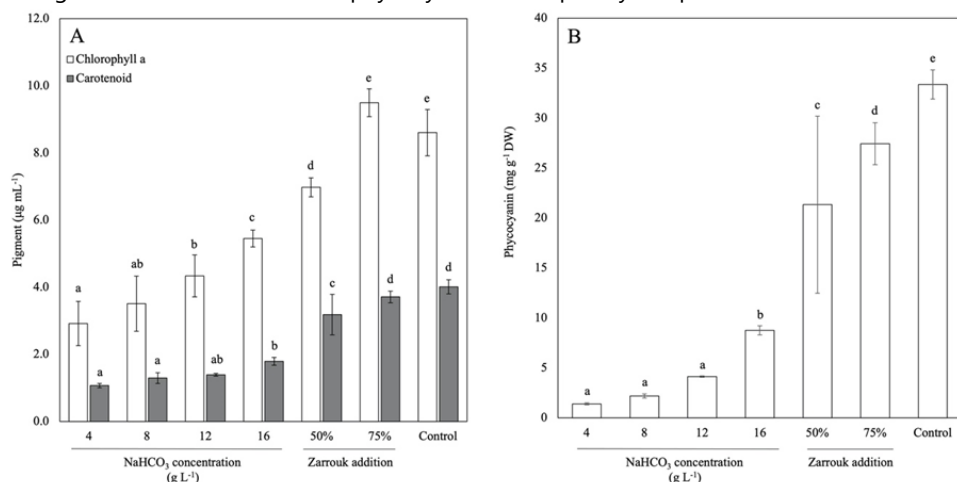 A
Chlorophyll a
Carotenoid
Pigment (µg mL-1)
12.0
10.0
8.0
6.0
4.0
2.0
0.0
a
a
ab
a
b
ab
c
b
d
c
e
d
e
d
4
8
12
16
50%
75%
Control
NaHCO3 concentration
(g L-1)
Zarrouk addition
B
Phycocyanin (mg g-1 DW)
40
35
30
25
20
15
10
5
0
a
a
a
b
c
d
e
4
8
12
16
50%
75%
Control
NaHCO3 concentration
(g L-1)
Zarrouk addition